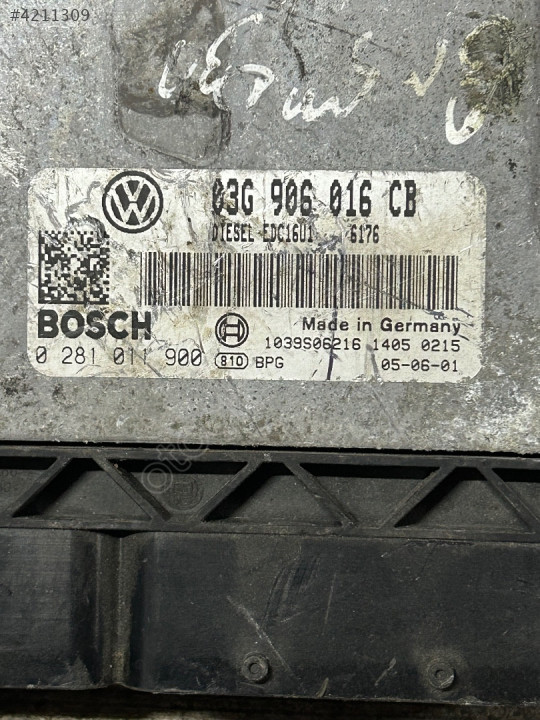 #4211309
03G 906 016 CB
DIESEL EDC16U1 6176
BOSCH
Made in Germany
1039S06216 1405 0215
0 281 011 900 810 BPG 05-06-01